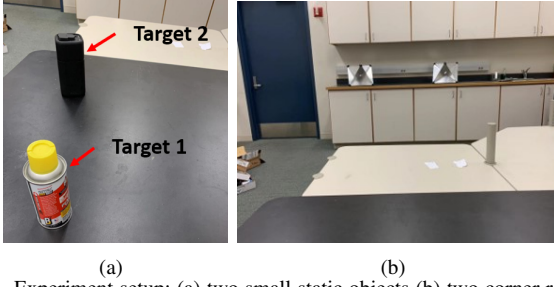 Target 2
Target 1
(a)
(b)
Experiment setup: (a) two small static objects (b) two corner r